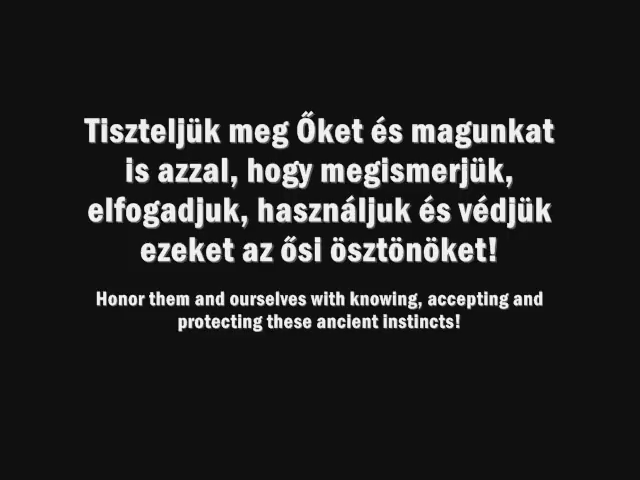 Tiszteljük meg Őket és magunkat
is azzal, hogy megismerjük,
elfogadjuk, használjuk és védjük
ezeket az ősi ösztönöket!
Honor them and ourselves with knowing, accepting and
protecting these ancient instincts!